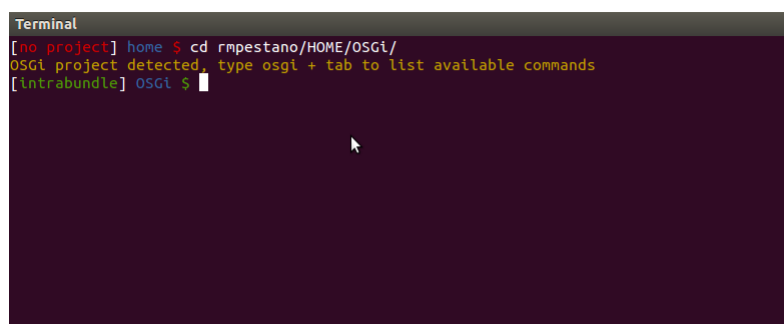 Terminal
[no project] home $ cd rmpestano/HOME/OSGi/
OSGi project detected, type osgi + tab to list available commands
[intrabundle] OSGi $